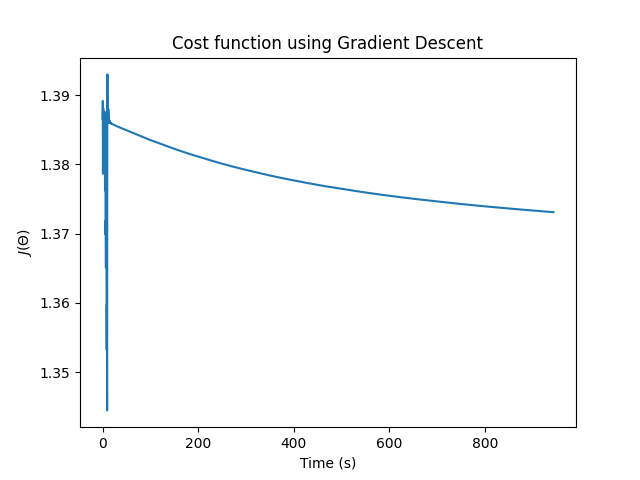 Cost function using Gradient Descent
1.39
1.38
1.37
1.36
1.35
J(Θ)
0 200 400 600 800
Time (s)